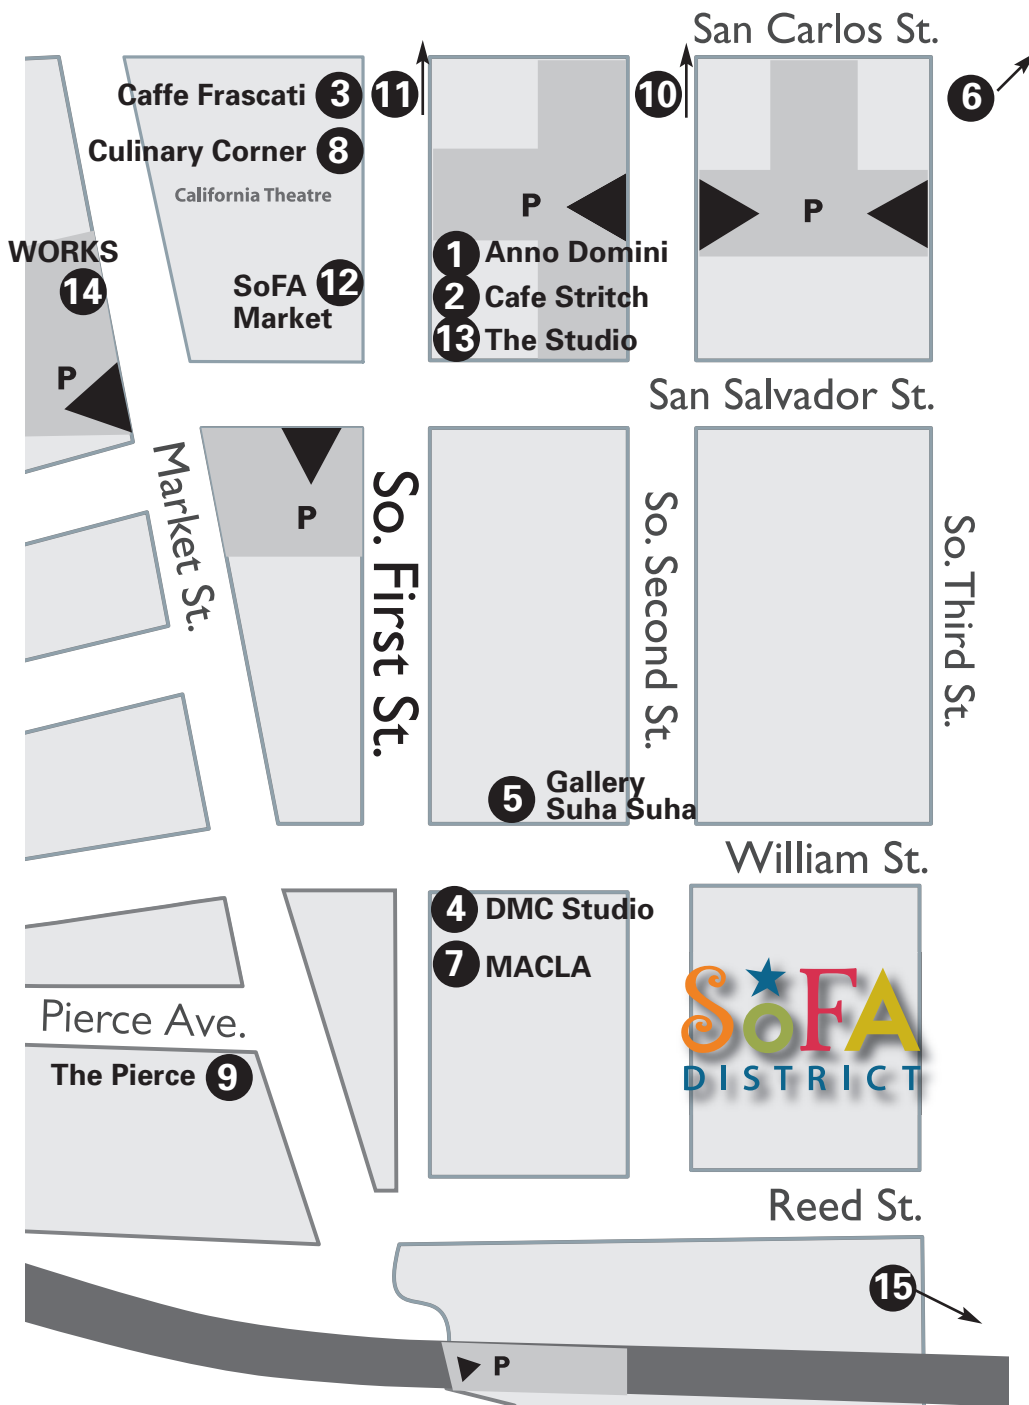 San Carlos St.
Caffe Frascati 3
11
10
6
Culinary Corner 8
California Theatre
P
P
WORKS
14
SoFA 12
Market
1 Anno Domini
2 Cafe Stritch
13 The Studio
P
San Salvador St.
Market St.
P
So. First St.
So. Second St.
So. Third St.
5 Gallery
Suha Suha
William St.
4 DMC Studio
7 MACLA
SoFA
DISTRICT
Pierce Ave.
The Pierce 9
Reed St.
15
P